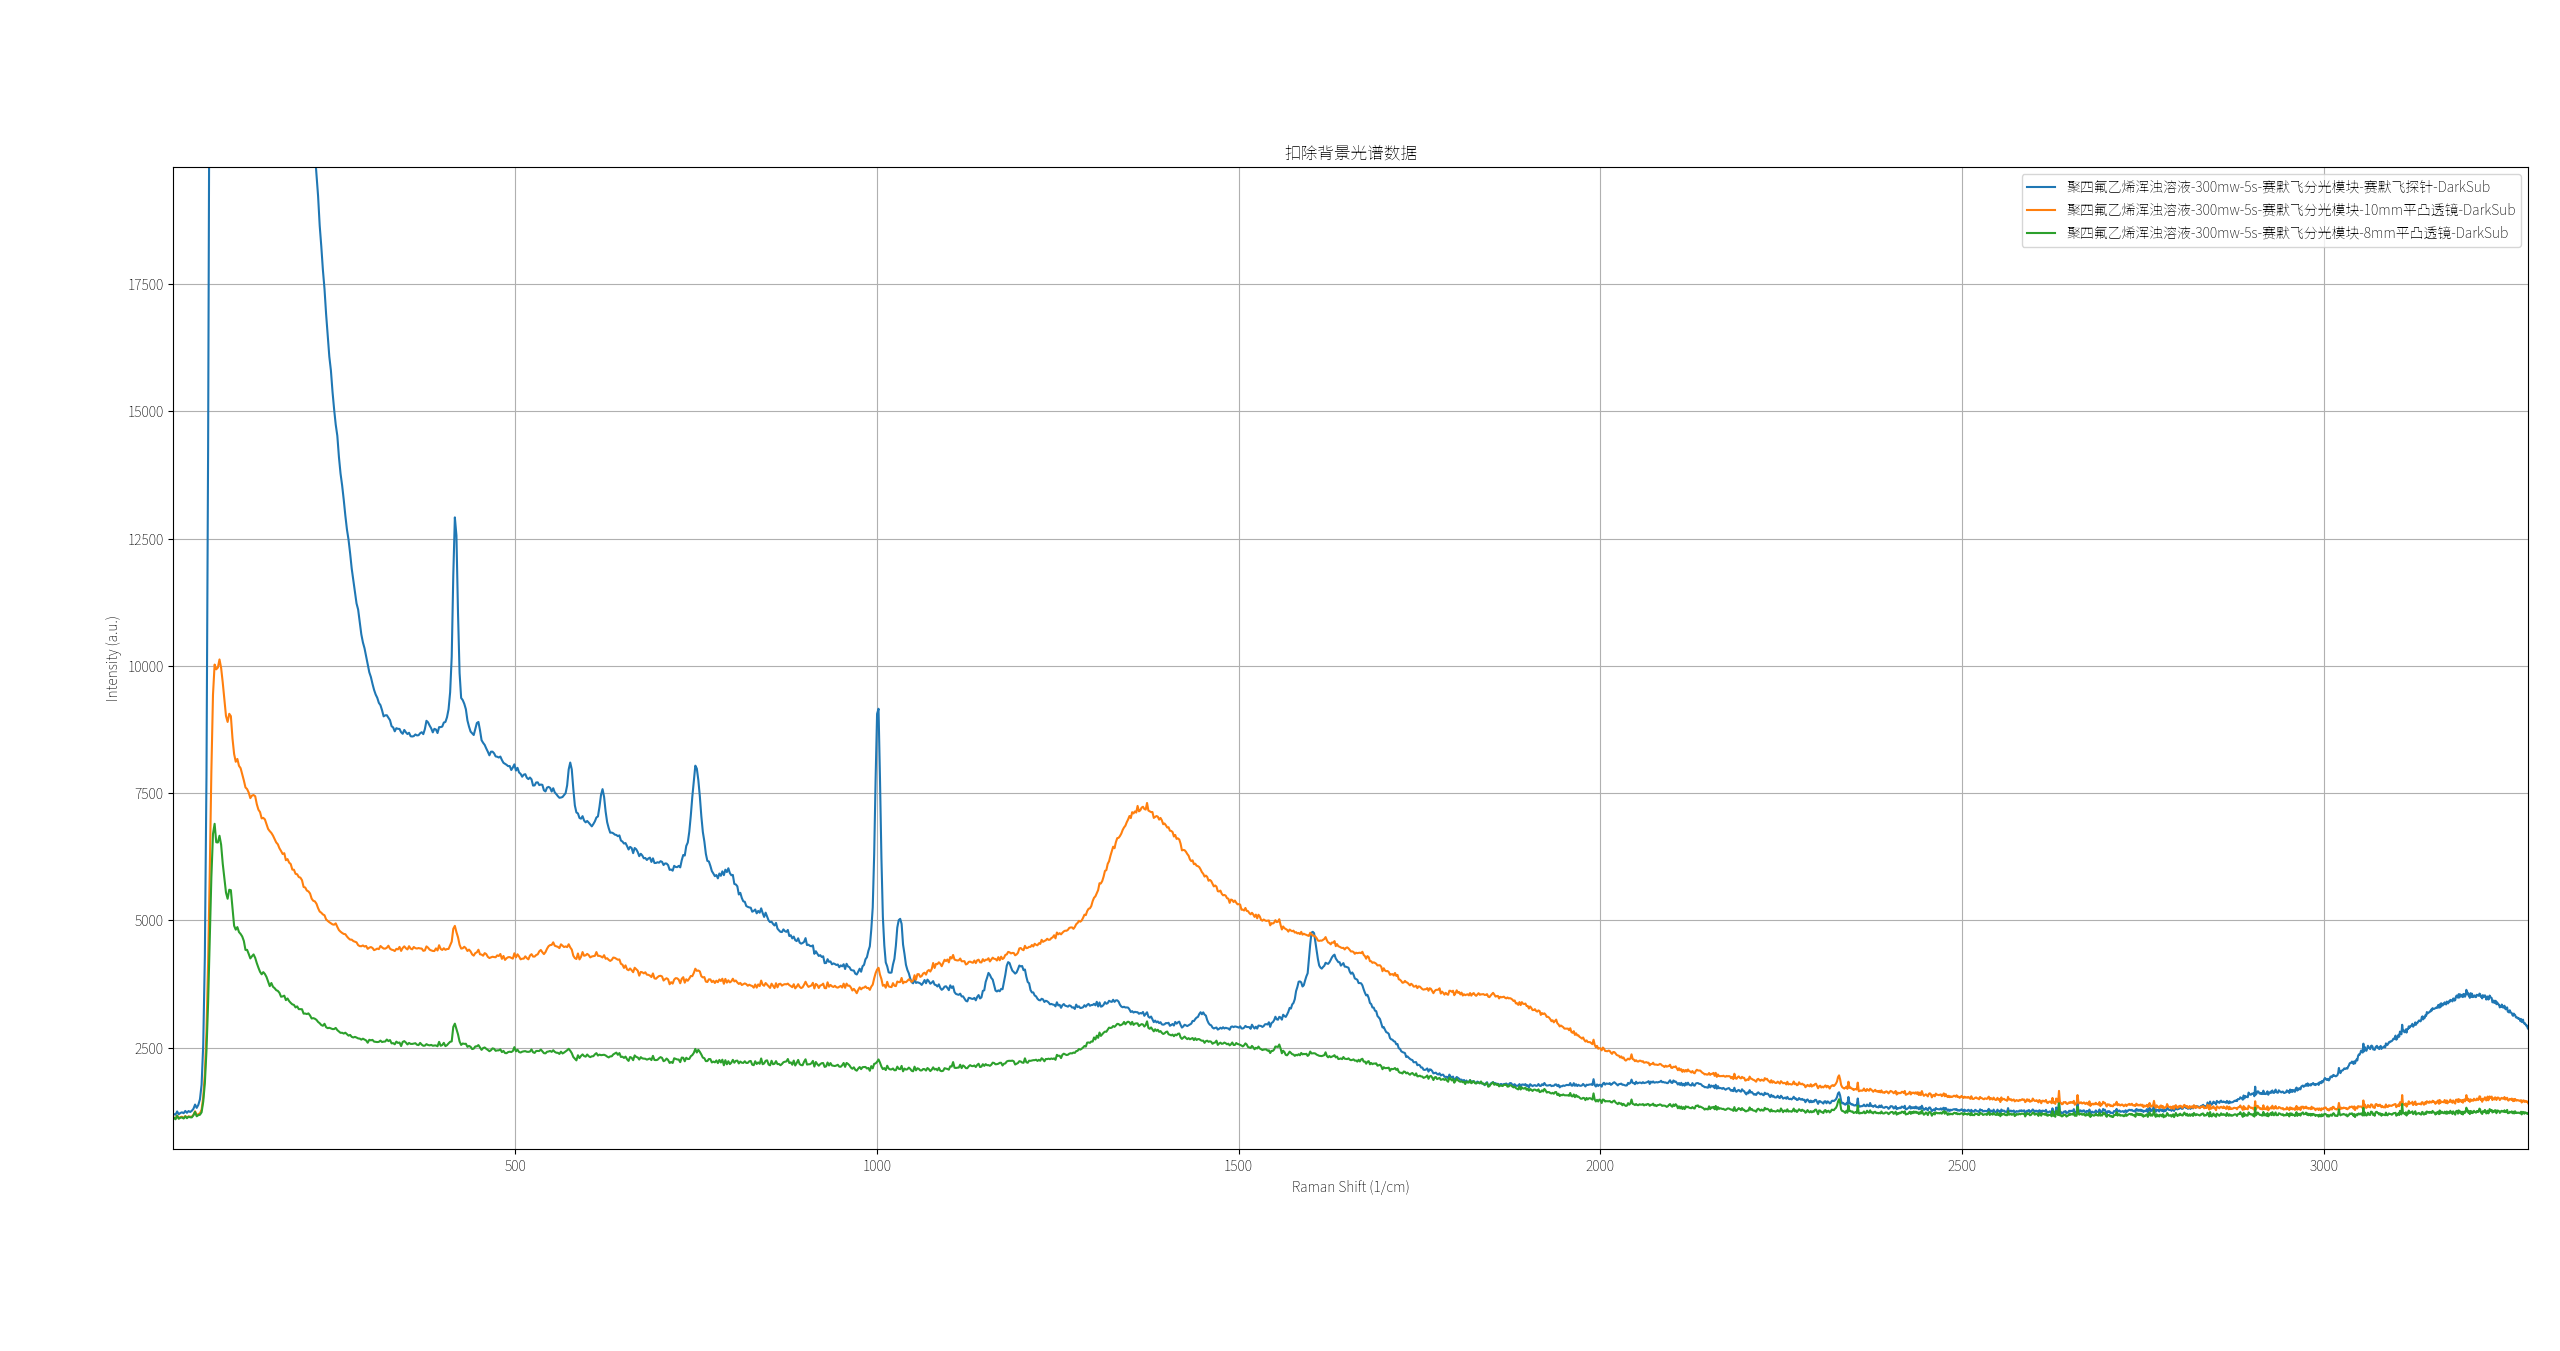 扣除背景光谱数据
聚四氟乙烯浑浊溶液-300mw-5s-赛默飞分光模块-赛默飞探针-DarkSub
聚四氟乙烯浑浊溶液-300mw-5s-赛默飞分光模块-10mm平凸透镜-DarkSub
聚四氟乙烯浑浊溶液-300mw-5s-赛默飞分光模块-8mm平凸透镜-DarkSub
Intensity (a.u.)
17500
15000
12500
10000
7500
5000
2500
500 1000 1500 2000 2500 3000
Raman Shift (1/cm)